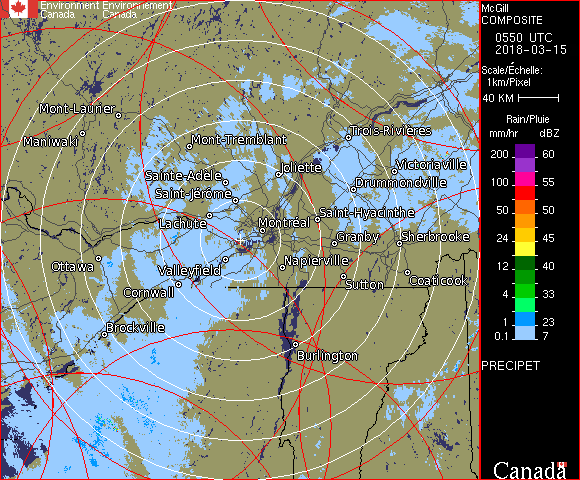 Environment Environnement
Canada Canada
Mont-Laurier
Maniwaki
Mont-Tremblant
Trois-Rivières
Sainte-Adèle
Joliette
Victoriaville
Saint-Jérôme
Drummondville
Lachute
Montréal
Saint-Hyacinthe
Granby
Sherbrooke
Ottawa
Valleyfield
Napierville
Cornwall
Sutton
Coaticook
Brockville
Burlington
McGill
COMPOSITE
0550 UTC
2018-03-15
Scale/Échelle:
1km/Pixel
40 KM
Rain/Pluie
mm/hr dBZ
200 60
100 55
50 50
24 45
12 40
4 33
1 23
0.1 7
PRECIPET
Canada